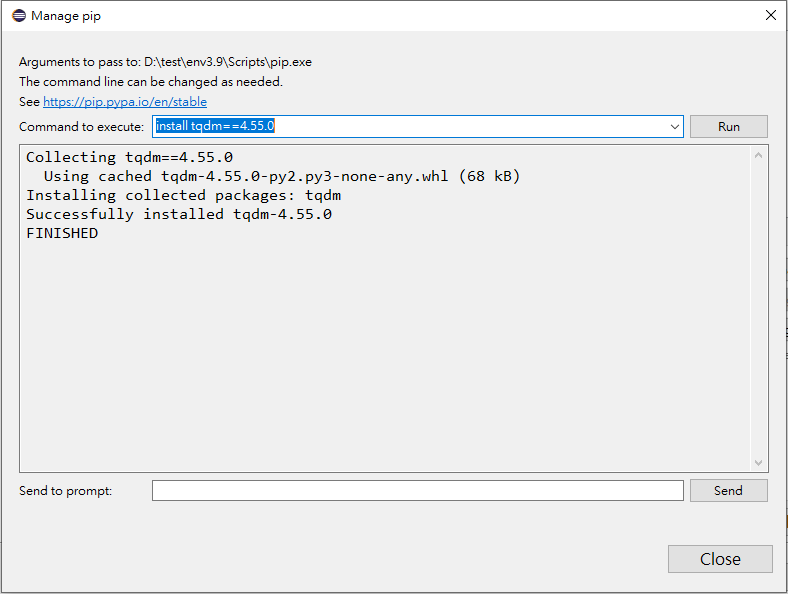 Manage pip
Arguments to pass to: D:\test\env3.9\Scripts\pip.exe
The command line can be changed as needed.
See https://pip.pypa.io/en/stable
Command to execute: install tqdm==4.55.0 Run
Collecting tqdm==4.55.0
  Using cached tqdm-4.55.0-py2.py3-none-any.whl (68 kB)
Installing collected packages: tqdm
Successfully installed tqdm-4.55.0
FINISHED
Send to prompt: Send
Close